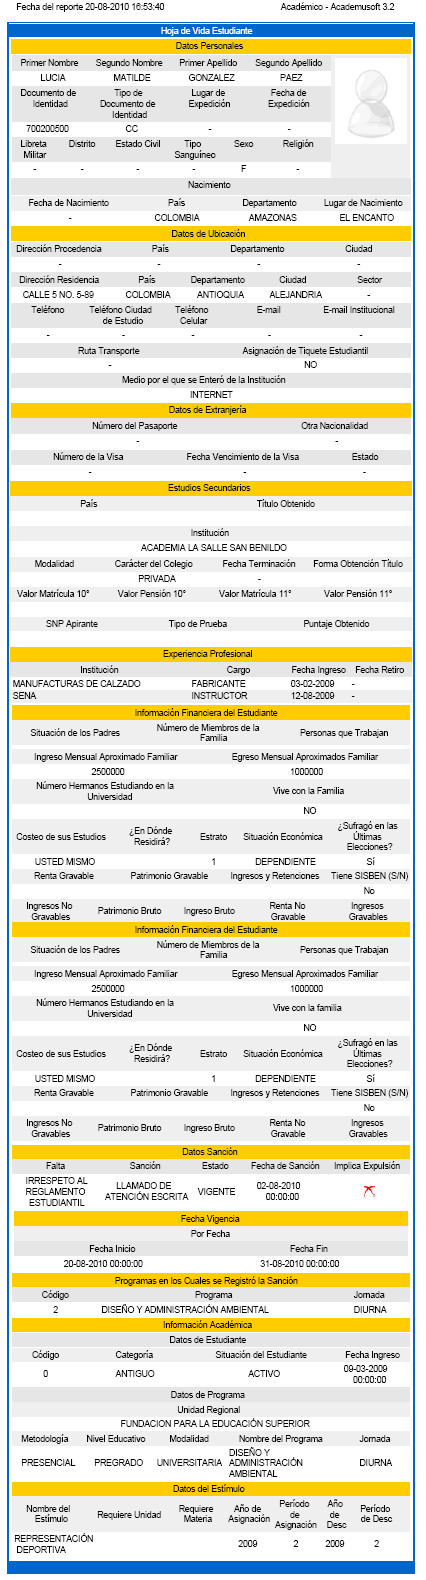 Fecha del reporte 20-08-2010 16:53:40 Académico - Academusoft 3.2
Hoja de Vida Estudiante
Datos Personales
Primer Nombre Segundo Nombre Primer Apellido Segundo Apellido
LUCIA MATILDE GONZALEZ PAEZ
Documento de Identidad Tipo de Documento de Identidad Lugar de Expedición Fecha de Expedición
700200500 CC - -
Libreta Militar Distrito Estado Civil Tipo Sanguíneo Sexo Religión
- - - - F -
Nacimiento
Fecha de Nacimiento País Departamento Lugar de Nacimiento
- COLOMBIA AMAZONAS EL ENCANTO
Datos de Ubicación
Dirección Procedencia País Departamento Ciudad
- - - -
Dirección Residencia País Departamento Ciudad Sector
CALLE 5 NO. 5-89 COLOMBIA ANTIOQUIA ALEJANDRIA -
Teléfono Teléfono Ciudad de Estudio Teléfono Celular E-mail E-mail Institucional
- - - - -
Ruta Transporte Asignación de Tiquete Estudiantil
- NO
Medio por el que se Enteró de la Institución
INTERNET
Datos de Extranjería
Número del Pasaporte Otra Nacionalidad
- -
Número de la Visa Fecha Vencimiento de la Visa Estado
- - -
Estudios Secundarios
País Título Obtenido
Institución
ACADEMIA LA SALLE SAN BENILDO
Modalidad Carácter del Colegio Fecha Terminación Forma Obtención Título
PRIVADA -
Valor Matrícula 10° Valor Pensión 10° Valor Matrícula 11° Valor Pensión 11°
SNP Apirante Tipo de Prueba Puntaje Obtenido
Experiencia Profesional
Institución Cargo Fecha Ingreso Fecha Retiro
MANUFACTURAS DE CALZADO FABRICANTE 03-02-2009 -
SENA INSTRUCTOR 12-08-2009 -
Información Financiera del Estudiante
Situación de los Padres Número de Miembros de la Familia Personas que Trabajan
Ingreso Mensual Aproximado Familiar Egreso Mensual Aproximados Familiar
2500000 1000000
Número Hermanos Estudiando en la Universidad Vive con la Familia
NO
Costeo de sus Estudios ¿En Dónde Residirá? Estrato Situación Económica ¿Sufragó en las Últimas Elecciones?
USTED MISMO 1 DEPENDIENTE Sí
Renta Gravable Patrimonio Gravable Ingresos y Retenciones Tiene SISBEN (S/N)
No
Ingresos No Gravables Patrimonio Bruto Ingreso Bruto Renta No Gravable Ingresos Gravables
Información Financiera del Estudiante
Situación de los Padres Número de Miembros de la Familia Personas que Trabajan
Ingreso Mensual Aproximado Familiar Egreso Mensual Aproximados Familiar
2500000 1000000
Número Hermanos Estudiando en la Universidad Vive con la familia
NO
Costeo de sus Estudios ¿En Dónde Residirá? Estrato Situación Económica ¿Sufragó en las Últimas Elecciones?
USTED MISMO 1 DEPENDIENTE Sí
Renta Gravable Patrimonio Gravable Ingresos y Retenciones Tiene SISBEN (S/N)
No
Ingresos No Gravables Patrimonio Bruto Ingreso Bruto Renta No Gravable Ingresos Gravables
Datos Sanción
Falta Sanción Estado Fecha de Sanción Implica Expulsión
IRRESPETO AL REGLAMENTO ESTUDIANTIL LLAMADO DE ATENCIÓN ESCRITA VIGENTE 02-08-2010 00:00:00
Fecha Vigencia
Por Fecha
Fecha Inicio Fecha Fin
20-08-2010 00:00:00 31-08-2010 00:00:00
Programas en los Cuales se Registró la Sanción
Código Programa Jornada
2 DISEÑO Y ADMINISTRACIÓN AMBIENTAL DIURNA
Información Académica
Datos de Estudiante
Código Categoría Situación del Estudiante Fecha Ingreso
0 ANTIGUO ACTIVO 09-03-2009 00:00:00
Datos de Programa
Unidad Regional
FUNDACION PARA LA EDUCACIÓN SUPERIOR
Metodología Nivel Educativo Modalidad Nombre del Programa Jornada
PRESENCIAL PREGRADO UNIVERSITARIA DISEÑO Y ADMINISTRACIÓN AMBIENTAL DIURNA
Datos del Estímulo
Nombre del Estímulo Requiere Unidad Requiere Materia Año de Asignación Período de Asignación Año de Desc Período de Desc
REPRESENTACIÓN DEPORTIVA 2009 2 2009 2